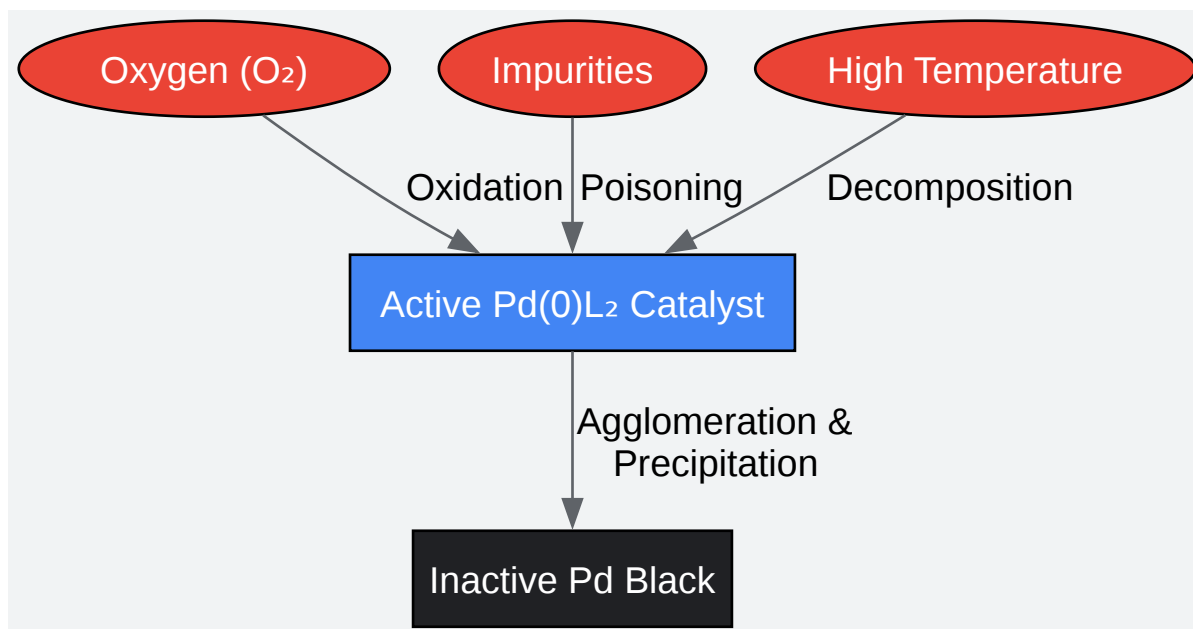 Oxygen (O₂)
Impurities
High Temperature
Oxidation
Poisoning
Decomposition
Active Pd(0)L₂ Catalyst
Agglomeration &
Precipitation
Inactive Pd Black